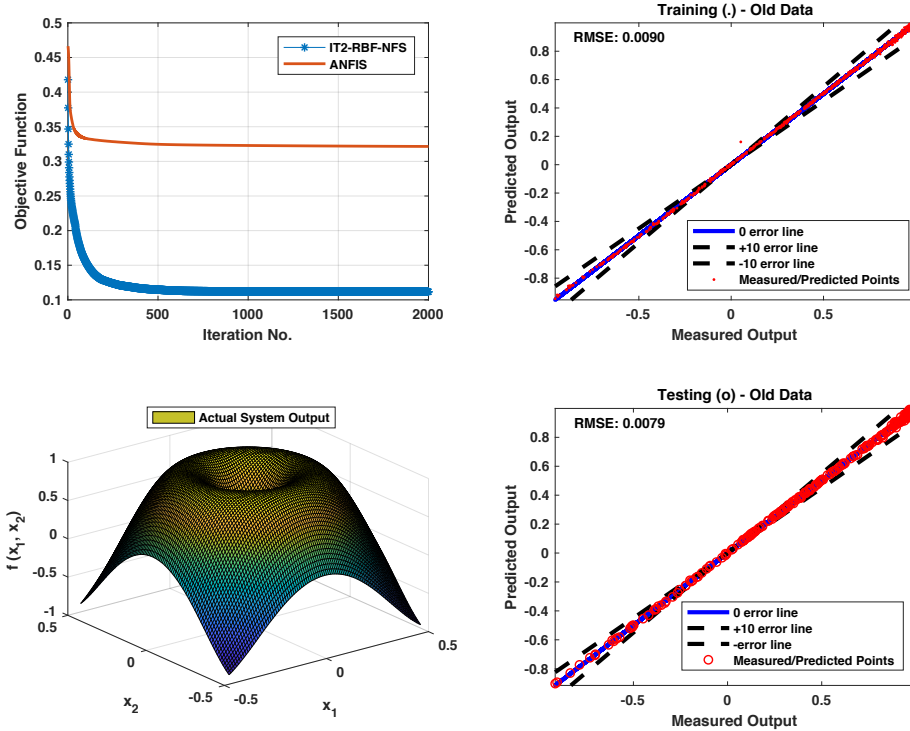 0.5
0.45
0.4
0.35
0.3
0.25
0.2
0.15
0.1
0
500
1000
1500
2000
Objective Function
Iteration No.
IT2-RBF-NFS
ANFIS
Training (.) - Old Data
RMSE: 0.0090
0.8
0.6
0.4
0.2
0
-0.2
-0.4
-0.6
-0.8
-0.5
0
0.5
Predicted Output
Measured Output
0 error line
+10 error line
-10 error line
Measured/Predicted Points
Actual System Output
1
0.5
0
-0.5
-1
0.5
0
-0.5
-0.5
0
0.5
f (x1, x2)
x2
x1
Testing (o) - Old Data
RMSE: 0.0079
0.8
0.6
0.4
0.2
0
-0.2
-0.4
-0.6
-0.8
-0.5
0
0.5
Predicted Output
Measured Output
0 error line
+10 error line
-error line
Measured/Predicted Points